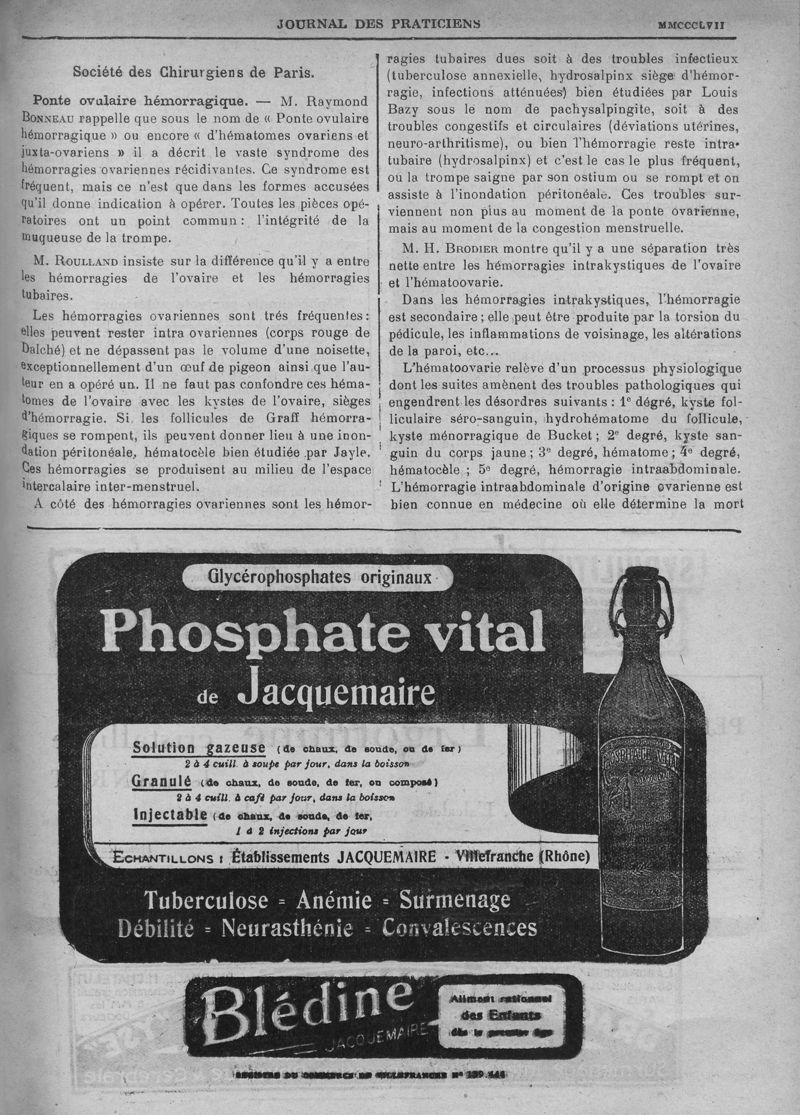 JOURNAL DES PRATICIENS
MMCCCLVII
Société des Chirurgiens de Paris.
Ponte ovulaire hémorragique. — M. Raymond
BONNEAU rappelle que sous le nom de « Ponte ovulaire
hémorragique » ou encore « d'hématomes ovariens et
juxta-ovariens » il a décrit le vaste syndrome des
hémorragies ovariennes récidivantes. Ce syndrome est
fréquent, mais ce n'est que dans les formes accusées
qu'il donne indication à opérer. Toutes les pièces opé-
ratoires ont un point commun : l'intégrité de la
muqueuse de la trompe.
M. ROULLAND insiste sur la différence qu'il y a entre
les hémorragies de l'ovaire et les hémorragies
tubaires.
Les hémorragies ovariennes sont trés fréquentes :
elles peuvent rester intra ovariennes (corps rouge de
Dalché) et ne dépassent pas le volume d'une noisette,
exceptionnellement d'un œuf de pigeon ainsi que l'au-
teur en a opéré un. Il ne faut pas confondre ces héma-
tomes de l'ovaire avec les kystes de l'ovaire, sièges
d'hémorragie. Si les follicules de Graff hémorra-
giques se rompent, ils peuvent donner lieu à une inon-
dation péritonéale, hématocèle bien étudiée par Jayle.
Ces hémorragies se produisent au milieu de l'espace
intercalaire inter-menstruel.
A côté des hémorragies ovariennes sont les hémor-
ragies tubaires dues soit à des troubles infectieux
(tuberculose annexielle, hydrosalpinx siège d'hémor-
ragie, infections atténuées) bien étudiées par Louis
Bazy sous le nom de pachysalpingite, soit à des
troubles congestifs et circulaires (déviations utérines,
neuro-arthritisme), ou bien l'hémorragie reste intra-
tubaire (hydrosalpinx) et c'est le cas le plus fréquent,
ou la trompe saigne par son ostium ou se rompt et on
assiste à l'inondation péritonéale. Ces troubles sur-
viennent non plus au moment de la ponte ovarienne,
mais au moment de la congestion menstruelle.
M. H. BRODIER montre qu'il y a une séparation très
nette entre les hémorragies intrakystiques de l'ovaire
et l'hématoovarie.
Dans les hémorragies intrakystiques, l'hémorragie
est secondaire ; elle peut être produite par la torsion du
pédicule, les inflammations de voisinage, les altérations
de la paroi, etc...
L'hématoovarie relève d'un processus physiologique
dont les suites amènent des troubles pathologiques qui
engendrent les désordres suivants : 1e dégré, kyste fol-
liculaire séro-sanguin, hydrohématome du follicule,
kyste ménorragique de Bucket ; 2e degré, kyste san-
guin du corps jaune ; 3e degré, hématome ; 4e degré,
hématocèle ; 5e degré, hémorragie intraabdominale.
L'hémorragie intraabdominale d'origine ovarienne est
bien connue en médecine où elle détermine la mort
Glycérophosphates originaux
Phosphate vital
de Jacquemaire
Solution gazeuse (de chaux, de soude, ou de fer)
2 à 4 cuill. à soupe par jour, dans la boisson
Granulé (de chaux, de soude, de fer, ou composé)
2 à 4 cuill. à café par jour, dans la boisson
Injectable (de chaux, de soude, de fer,
1 à 2 injections par jour
ECHANTILLONS : Établissements JACQUEMAIRE - Villefranche (Rhône)
PHOSPHATE VITAL
Tuberculose = Anémie = Surmenage
Débilité = Neurasthénie = Convalescences
Blédine
JACQUEMAIRE
Aliment rationnel
des Enfants
dès le premier âge
REGISTRE DU COMMERCE DE VILLEFRANCHE No